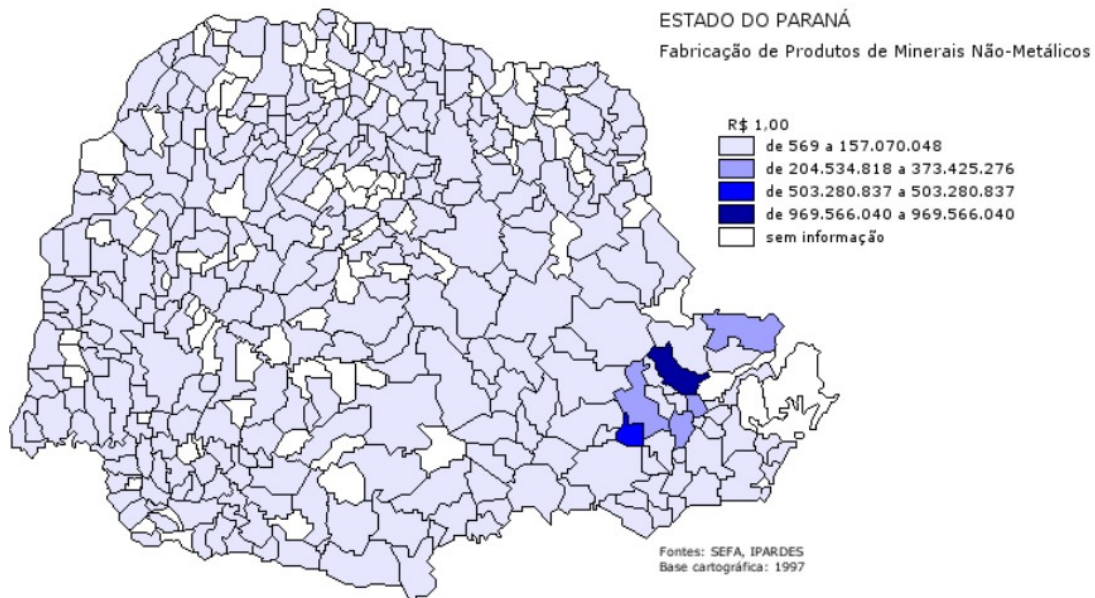 ESTADO DO PARANÁ
Fabricação de Produtos de Minerais Não-Metálicos
R$ 1,00
de 569 a 157.070.048
de 204.534.818 a 373.425.276
de 503.280.837 a 503.280.837
de 969.566.040 a 969.566.040
sem informação
Fontes: SEFA, IPARDES
Base cartográfica: 1997